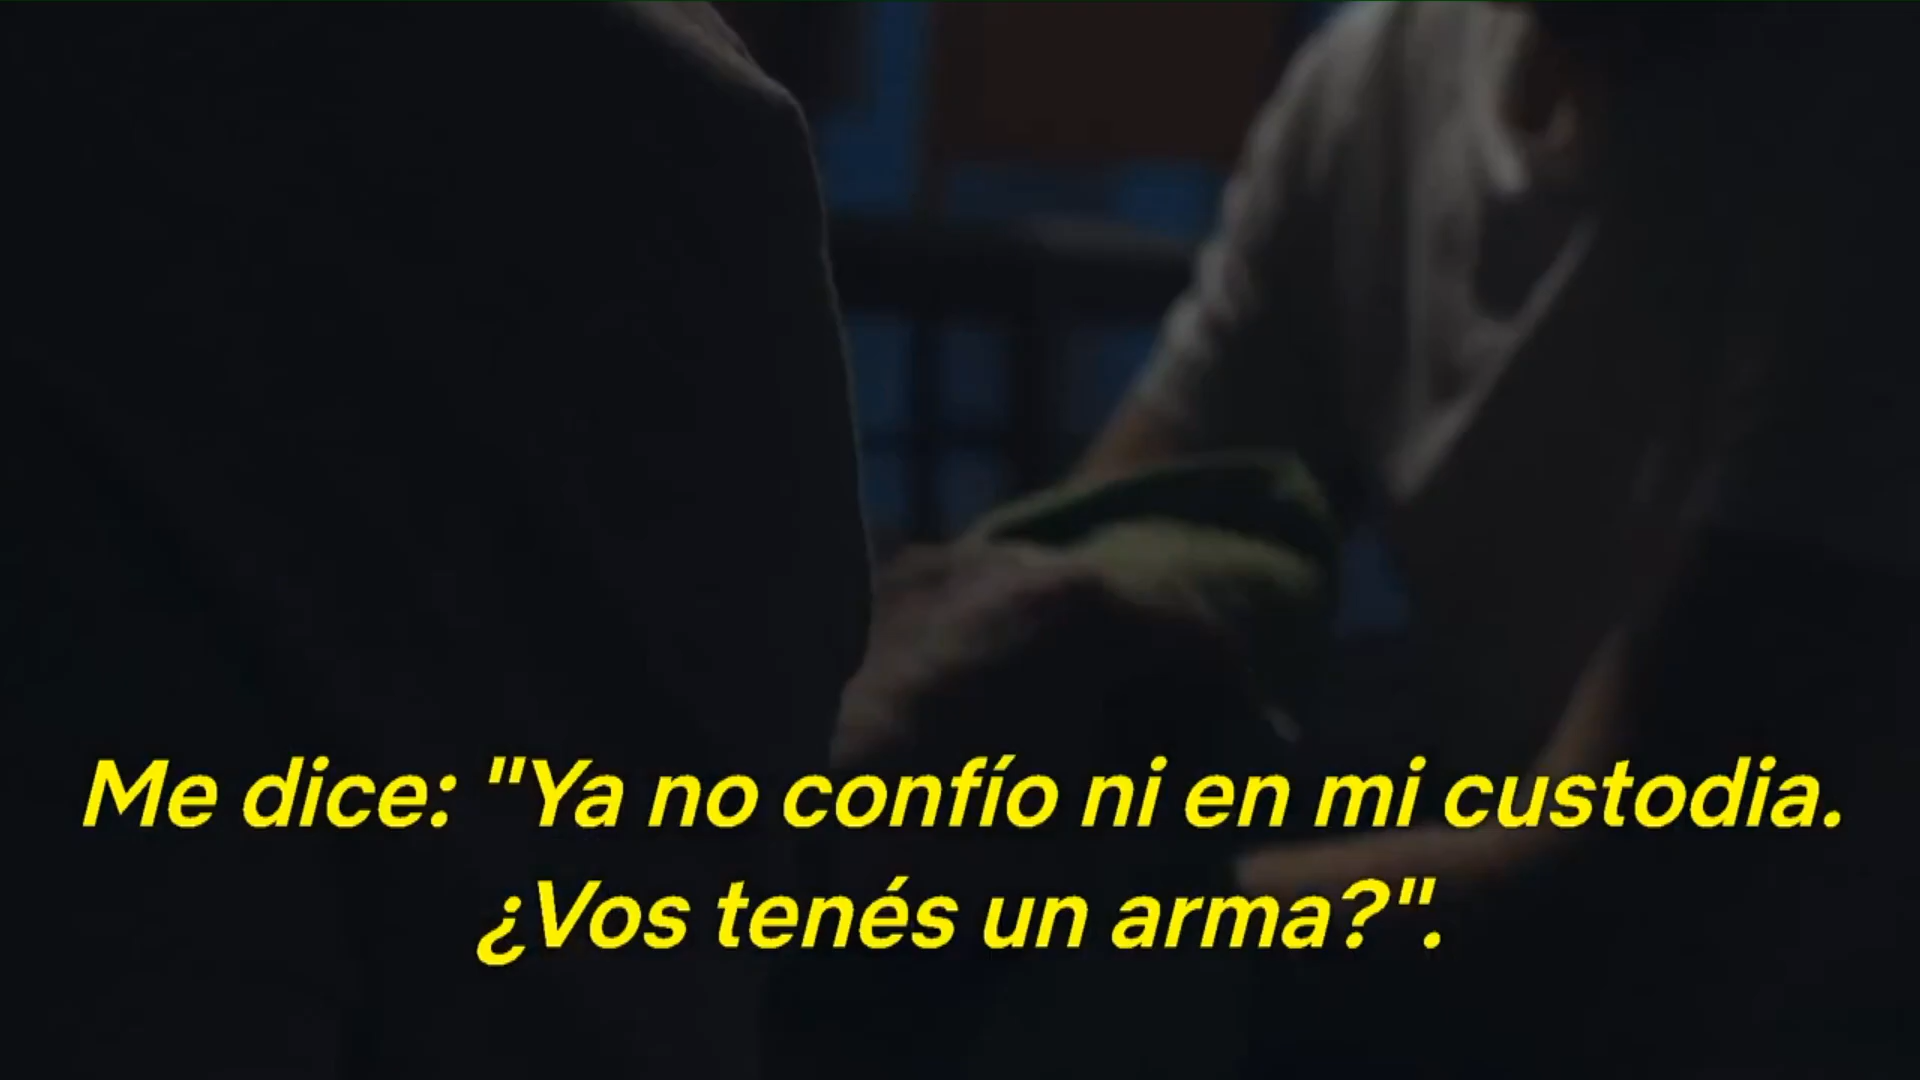 Me dice: "Ya no confío ni en mi custodia.
¿Vos tenés un arma?".